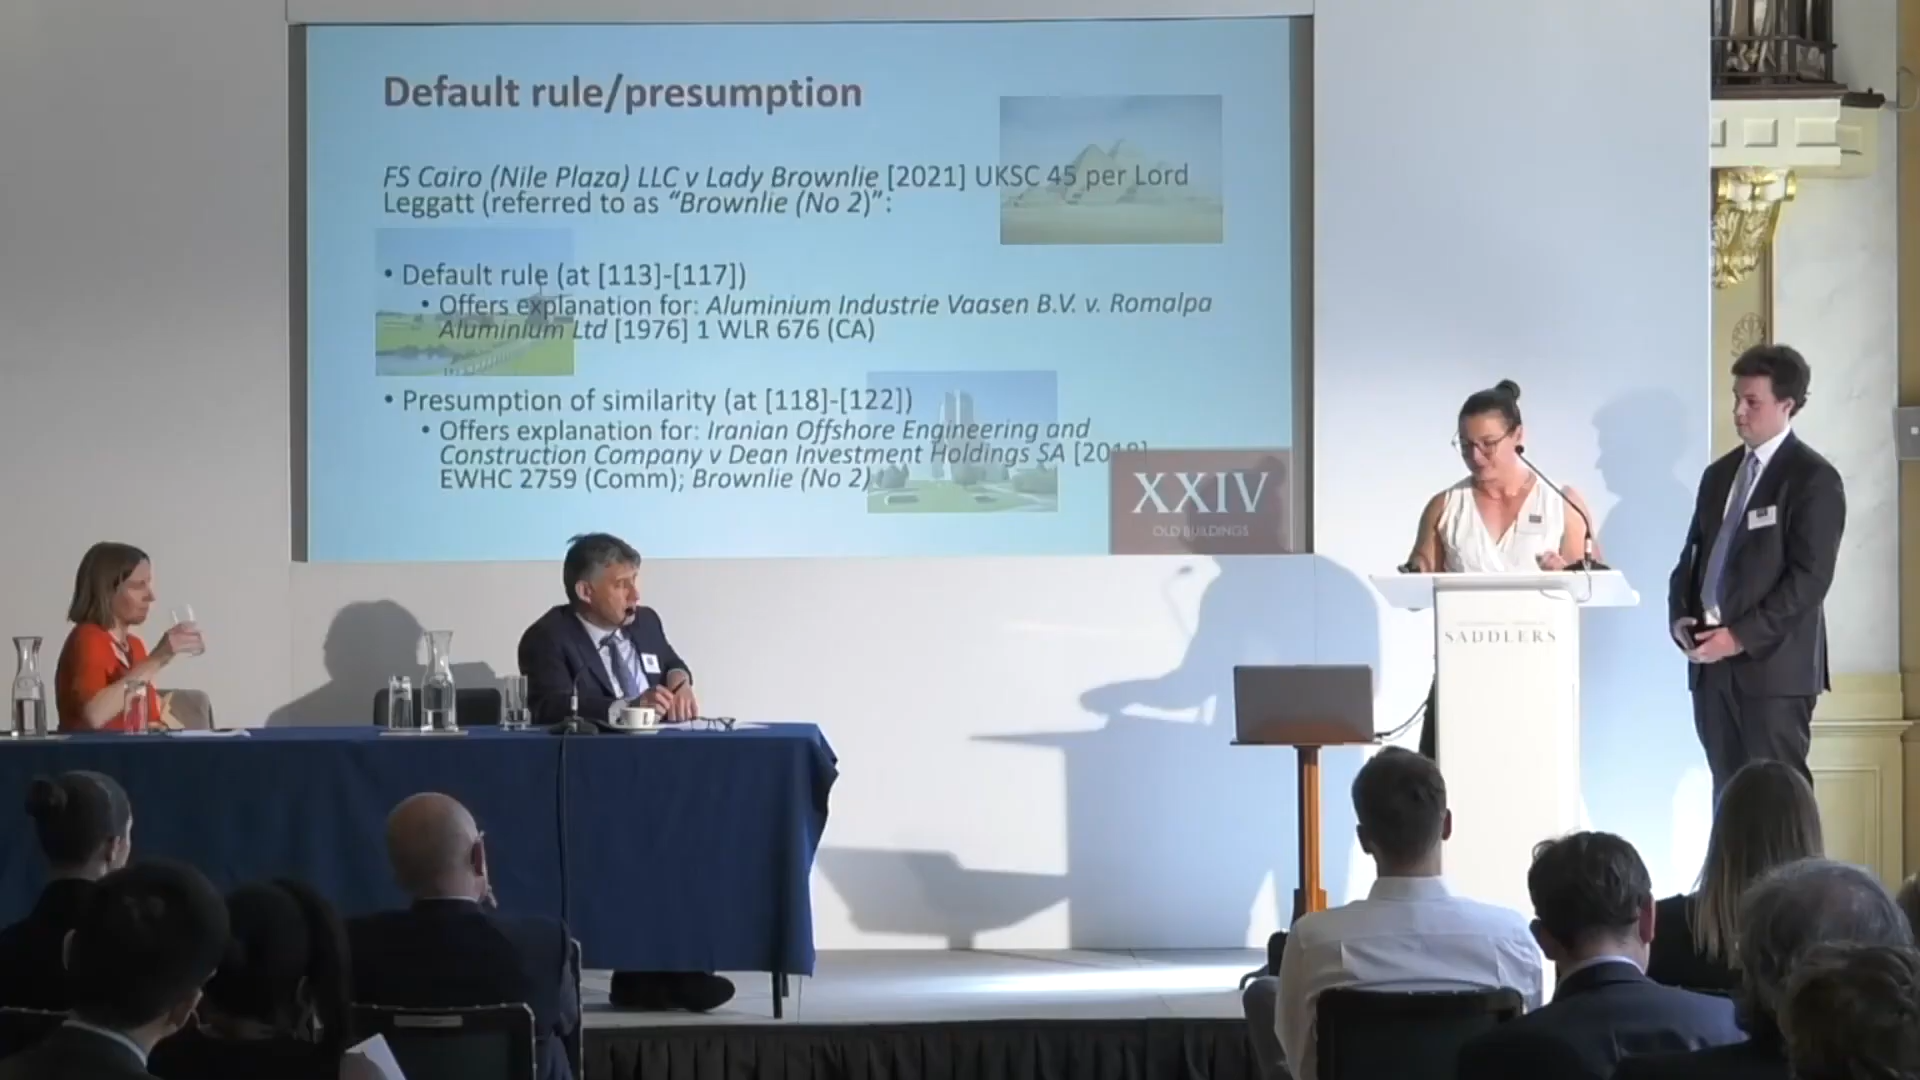 Default rule/presumption
FS Cairo (Nile Plaza) LLC v Lady Brownlie [2021] UKSC 45 per Lord
Leggatt (referred to as “Brownlie (No 2)”:
• Default rule (at [113]-[117])
• Offers explanation for: Aluminium Industrie Vaasen B.V. v. Romalpa
Aluminium Ltd [1976] 1 WLR 676 (CA)
• Presumption of similarity (at [118]-[122])
• Offers explanation for: Iranian Offshore Engineering and
Construction Company v Dean Investment Holdings SA
EWHC 2759 (Comm); Brownlie (No 2)
XXIV
OLD BUILDINGS
SADDLERS